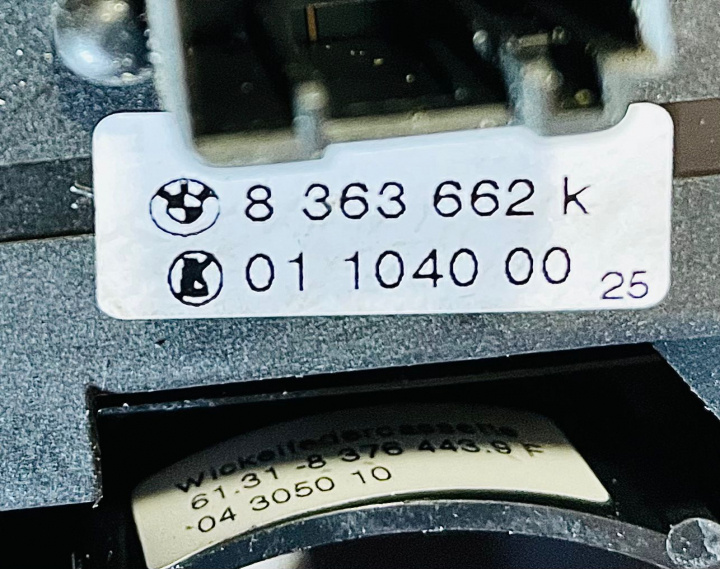 8 363 662 k
01 1040 00 25
Wickelfedercassette
61.31-8 376 443.9 F
04 3050 10